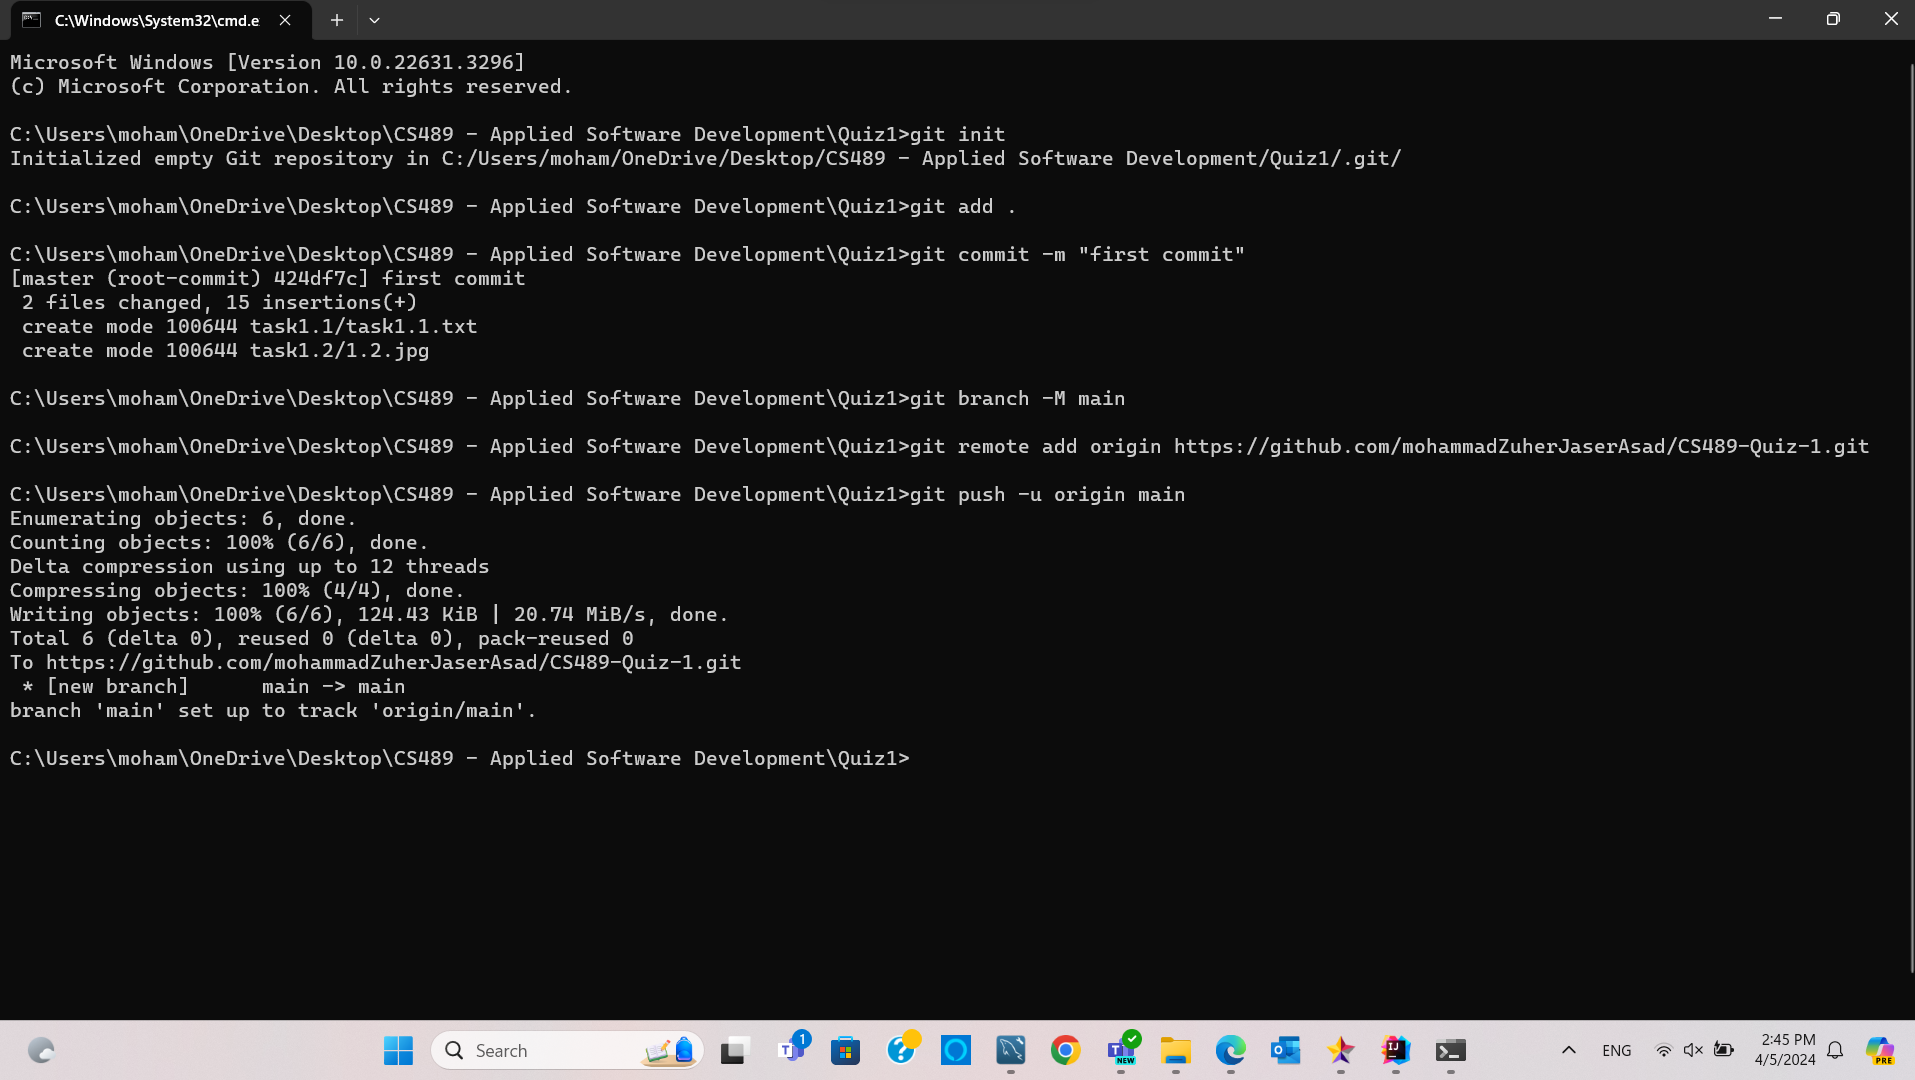 C:\Windows\System32\cmd.e
Microsoft Windows [Version 10.0.22631.3296]
(c) Microsoft Corporation. All rights reserved.
C:\Users\moham\OneDrive\Desktop\CS489 - Applied Software Development\Quiz1>git init
Initialized empty Git repository in C:/Users/moham/OneDrive/Desktop/CS489 - Applied Software Development/Quiz1/.git/
C:\Users\moham\OneDrive\Desktop\CS489 - Applied Software Development\Quiz1>git add .
C:\Users\moham\OneDrive\Desktop\CS489 - Applied Software Development\Quiz1>git commit -m "first commit"
[master (root-commit) 424df7c] first commit
 2 files changed, 15 insertions(+)
 create mode 100644 task1.1/task1.1.txt
 create mode 100644 task1.2/1.2.jpg
C:\Users\moham\OneDrive\Desktop\CS489 - Applied Software Development\Quiz1>git branch -M main
C:\Users\moham\OneDrive\Desktop\CS489 - Applied Software Development\Quiz1>git remote add origin https://github.com/mohammadZuherJaserAsad/CS489-Quiz-1.git
C:\Users\moham\OneDrive\Desktop\CS489 - Applied Software Development\Quiz1>git push -u origin main
Enumerating objects: 6, done.
Counting objects: 100% (6/6), done.
Delta compression using up to 12 threads
Compressing objects: 100% (4/4), done.
Writing objects: 100% (6/6), 124.43 KiB | 20.74 MiB/s, done.
Total 6 (delta 0), reused 0 (delta 0), pack-reused 0
To https://github.com/mohammadZuherJaserAsad/CS489-Quiz-1.git
 * [new branch]      main -> main
branch 'main' set up to track 'origin/main'.
C:\Users\moham\OneDrive\Desktop\CS489 - Applied Software Development\Quiz1>
Search
1
NEW
IJ
ENG
2:45 PM
4/5/2024
PRE